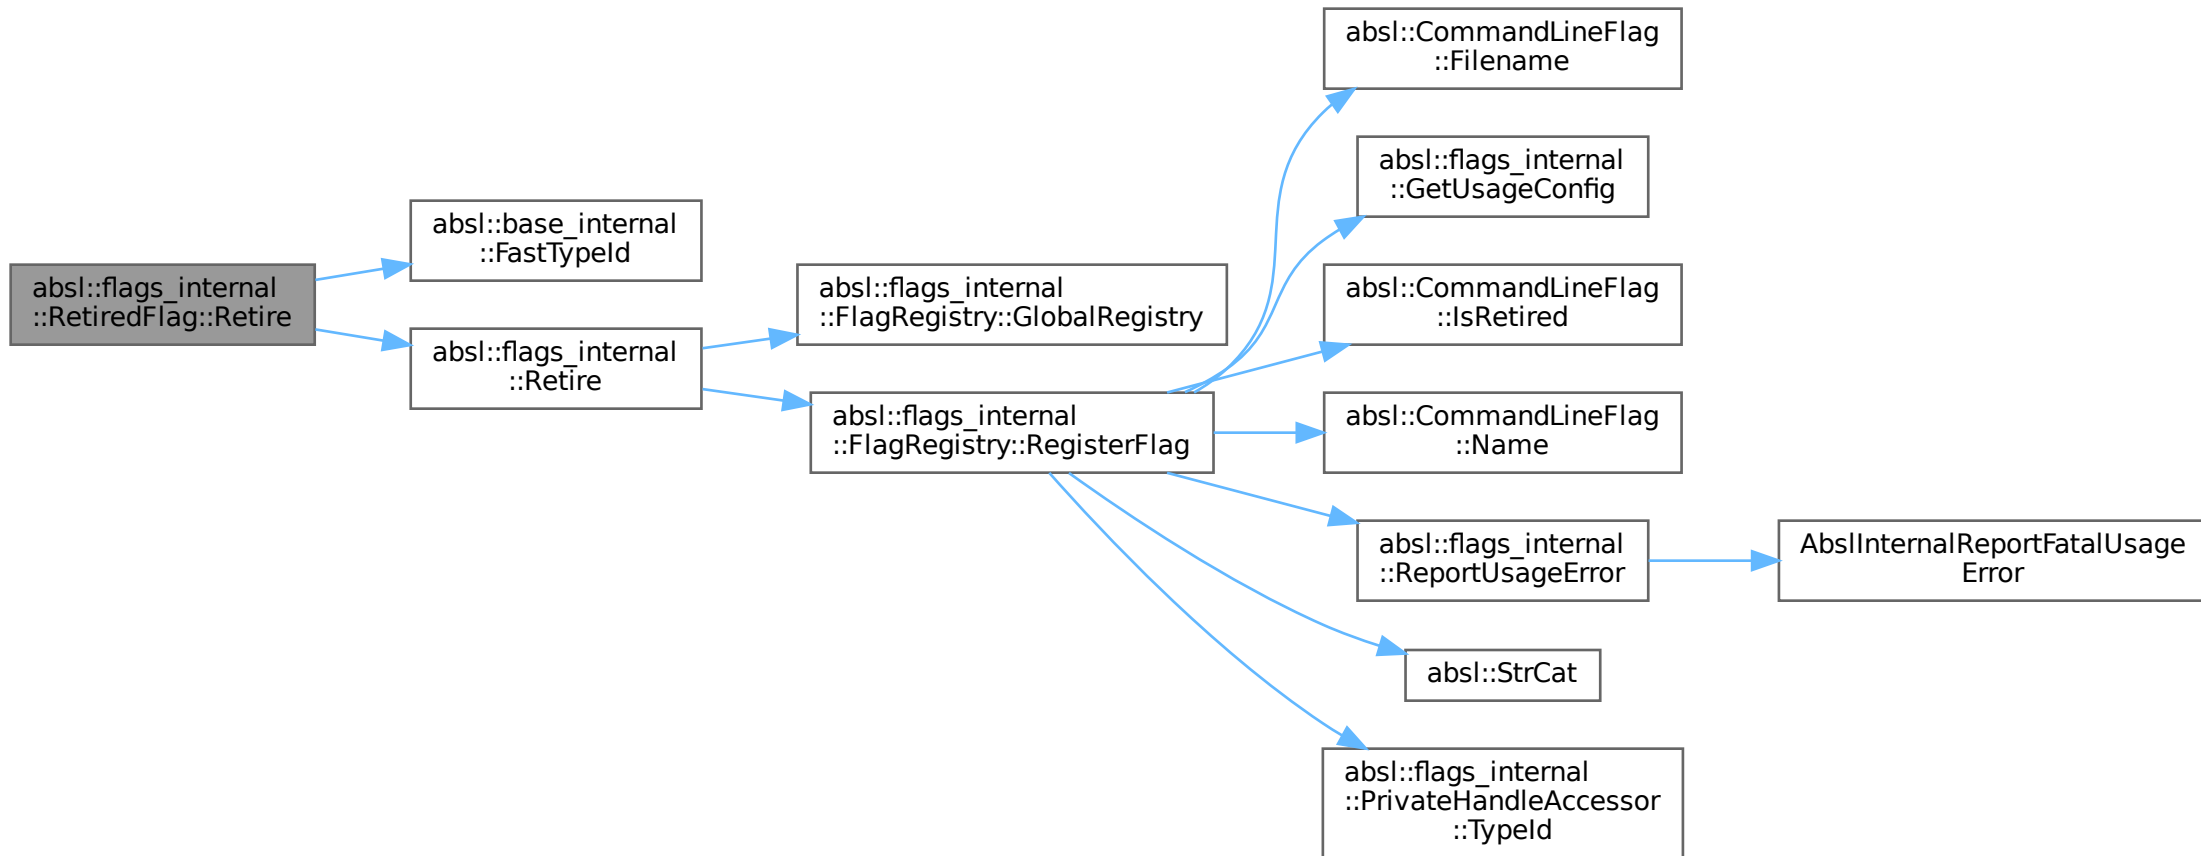 absl::flags_internal
::RetiredFlag::Retire
absl::base_internal
::FastTypeId
absl::flags_internal
::Retire
absl::flags_internal
::FlagRegistry::GlobalRegistry
absl::flags_internal
::FlagRegistry::RegisterFlag
absl::CommandLineFlag
::Filename
absl::flags_internal
::GetUsageConfig
absl::CommandLineFlag
::IsRetired
absl::CommandLineFlag
::Name
absl::flags_internal
::ReportUsageError
AbslInternalReportFatalUsage
Error
absl::StrCat
absl::flags_internal
::PrivateHandleAccessor
::TypeId